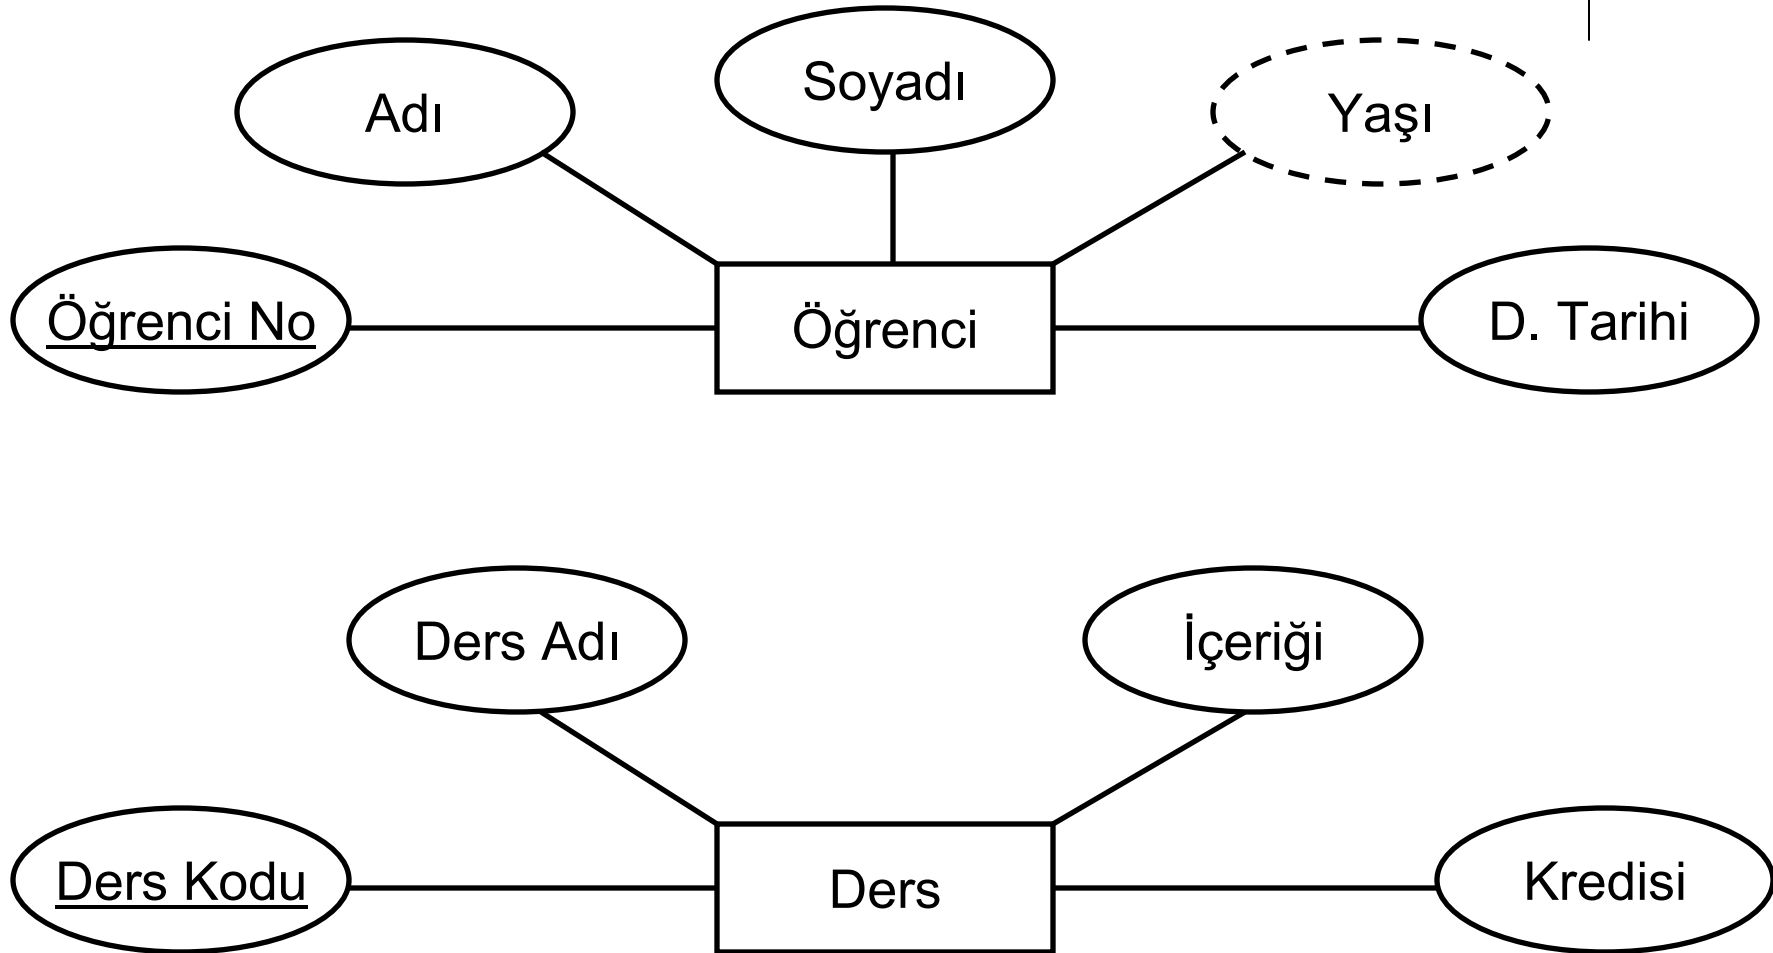 Soyadı
Adı
Yaşı
Öğrenci No
Öğrenci
D. Tarihi
Ders Adı
İçeriği
Ders Kodu
Ders
Kredisi